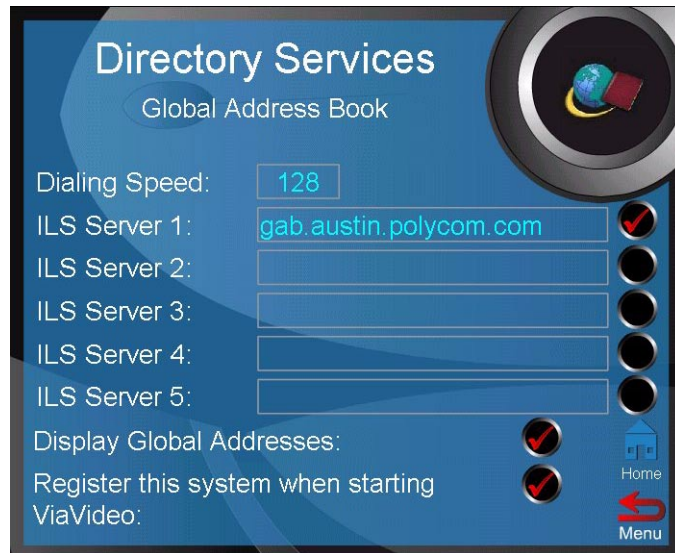 Directory Services
Global Address Book
Dialing Speed: 128
ILS Server 1: gab.austin.polycom.com
ILS Server 2:
ILS Server 3:
ILS Server 4:
ILS Server 5:
Display Global Addresses:
Register this system when starting
ViaVideo:
Home
Menu